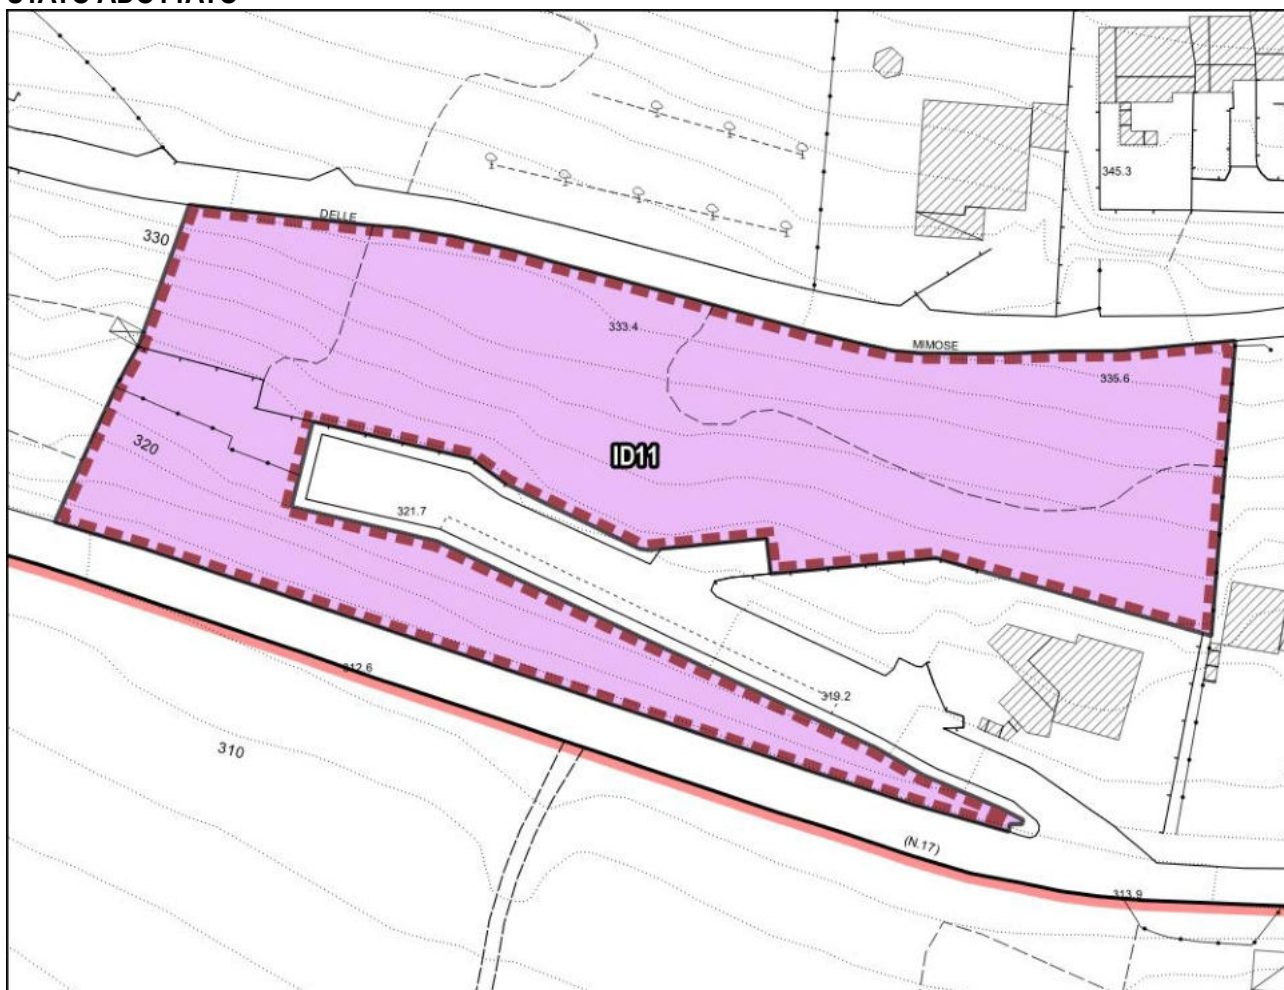 STATO ADOTTATO
345.3
DELLE
330
333.4
MIMOSE
335.6
320
ID11
321.7
312.6
319.2
310
(N.17)
313.9